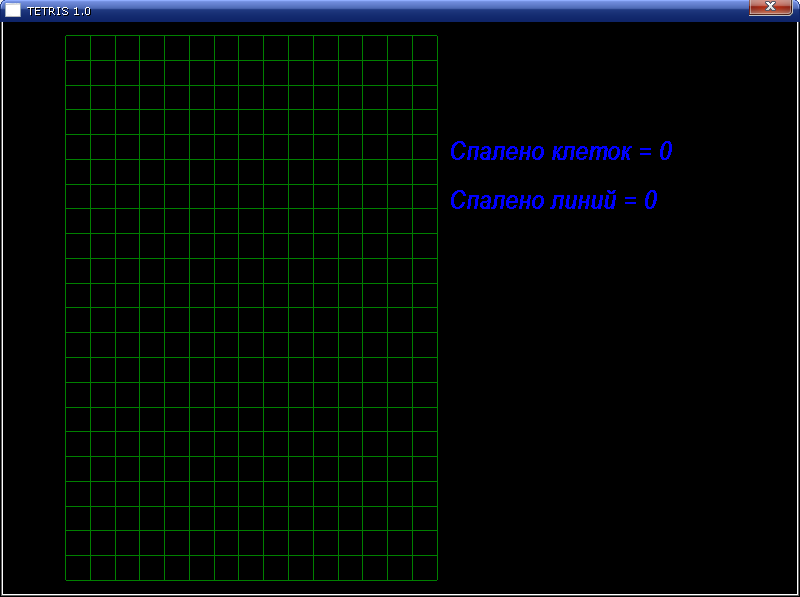 TETRIS 1.0
Спалено клеток = 0
Спалено линий = 0